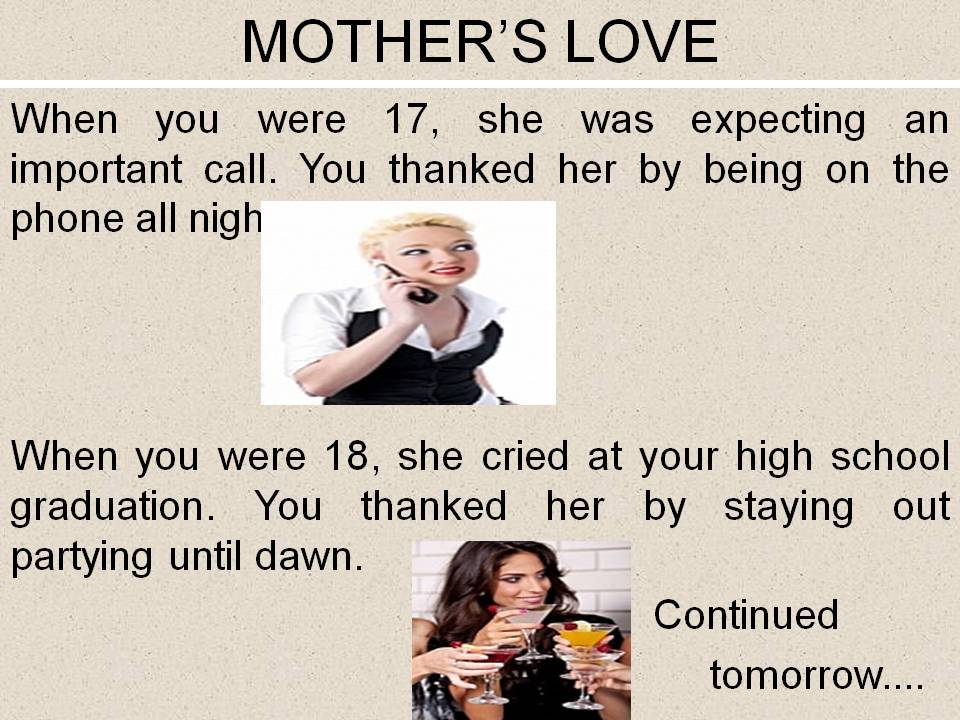 MOTHER’S LOVE
When you were 17, she was expecting an
important call. You thanked her by being on the
phone all nigh
When you were 18, she cried at your high school
graduation. You thanked her by staying out
partying until dawn.
Continued
tomorrow....